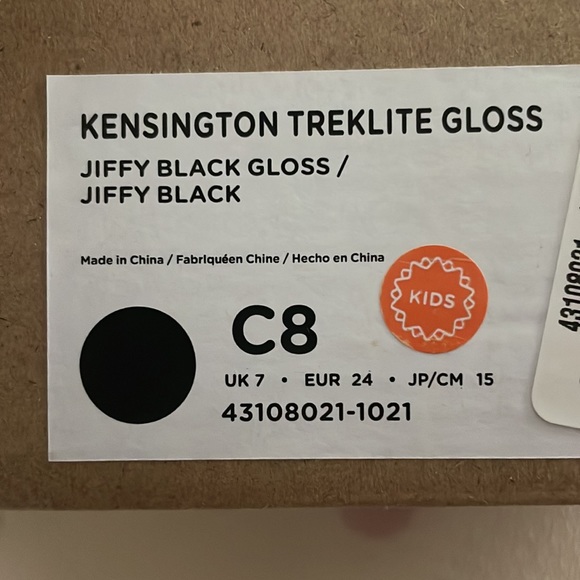 KENSINGTON TREKLITE GLOSS
JIFFY BLACK GLOSS /
JIFFY BLACK
Made in China / Fabriquéen Chine / Hecho en China
KIDS
C8
UK 7 • EUR 24 • JP/CM 15
43108021-1021
43108021